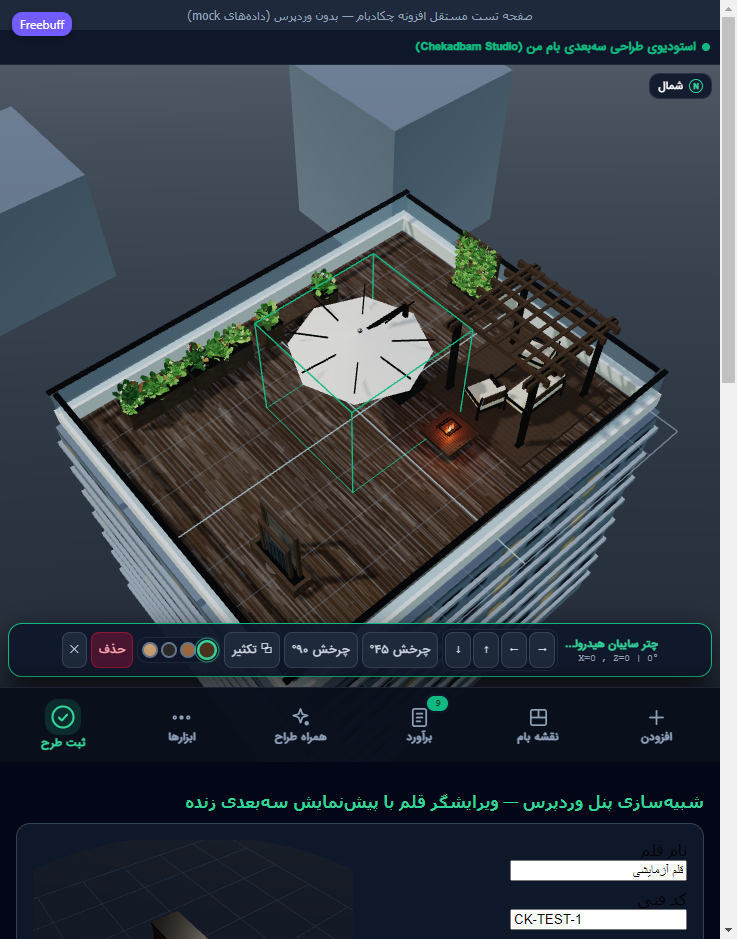 صفحه تست مستقل افزونه چکادبام — بدون وردپرس (داده‌های mock)
Freebuff
استودیوی طراحی سه‌بعدی بام من (Chekadbam Studio)
N شمال
چتر سایبان هیدرولی...
X=0 , Z=0 | 0°
→
←
↑
↓
چرخش ۴۵°
چرخش ۹۰°
تکثیر
حذف
×
افزودن
نقشه بام
9
برآورد
همراه طراح
ابزارها
ثبت طرح
شبیه‌سازی پنل وردپرس — ویرایشگر قلم با پیش‌نمایش سه‌بعدی زنده
نام قلم
قلم آزمایشی
کد فنی
CK-TEST-1